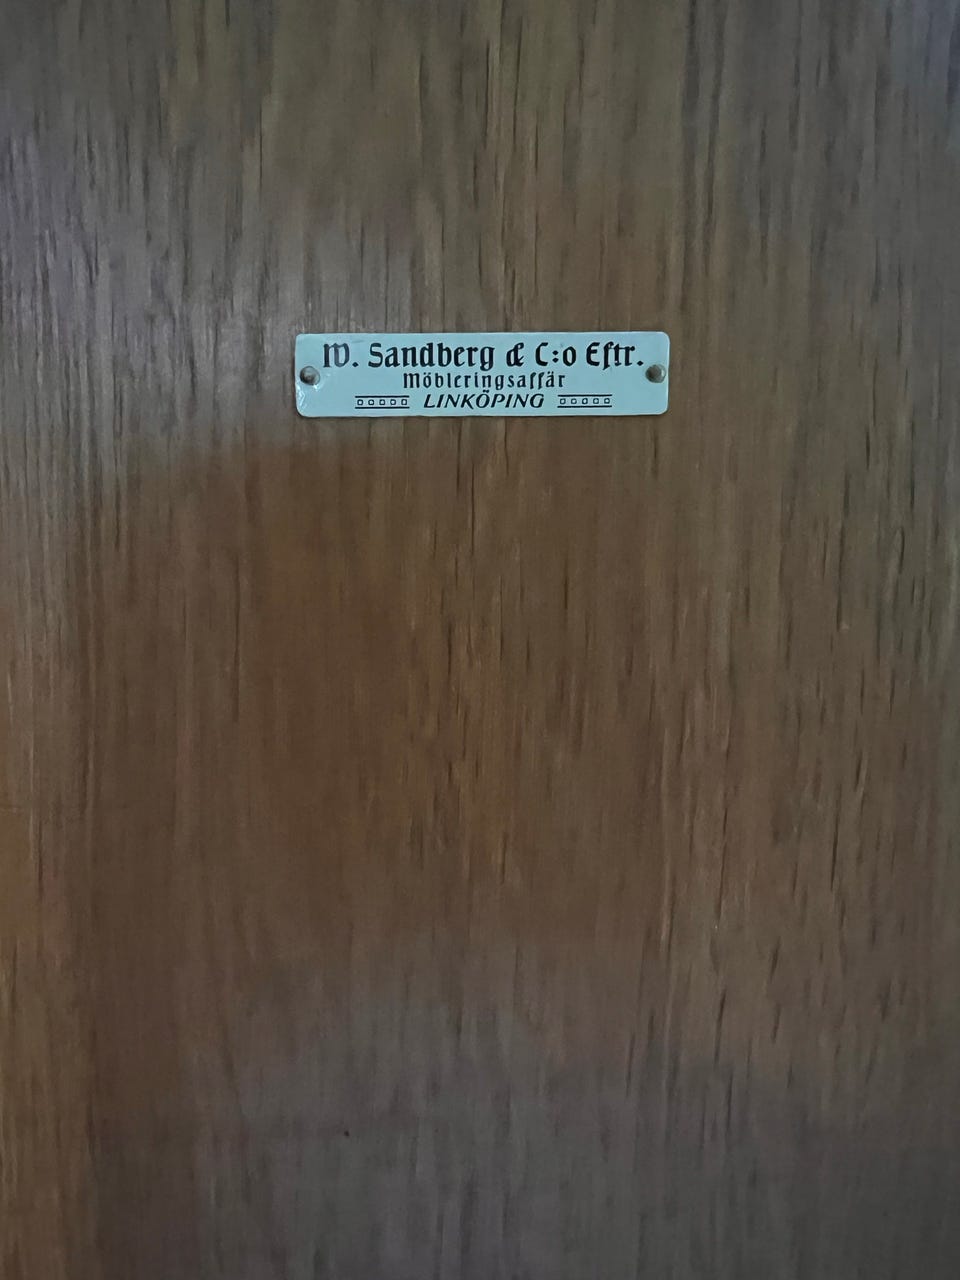 W. Sandberg & C:o Eftr.
Möbleringsaffär
LINKÖPING